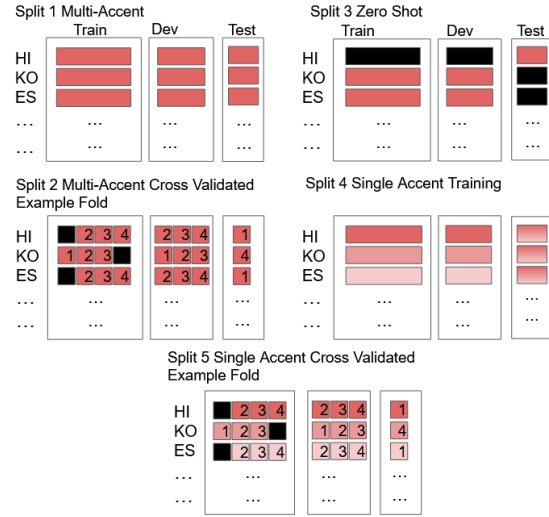 Split 1 Multi-Accent
Train Dev Test
HI
KO
ES
... ... ... ...
...
Split 3 Zero Shot
Train Dev Test
HI
KO
ES
... ... ... ...
...
Split 2 Multi-Accent Cross Validated
Example Fold
HI 2 3 4 2 3 4 1
KO 1 2 3 1 2 3 4
ES 2 3 4 2 3 4 1
... ... ... ...
...
Split 4 Single Accent Training
HI
KO
ES
... ... ... ...
...
Split 5 Single Accent Cross Validated
Example Fold
HI 2 3 4 2 3 4 1
KO 1 2 3 1 2 3 4
ES 2 3 4 2 3 4 1
... ... ... ...
...